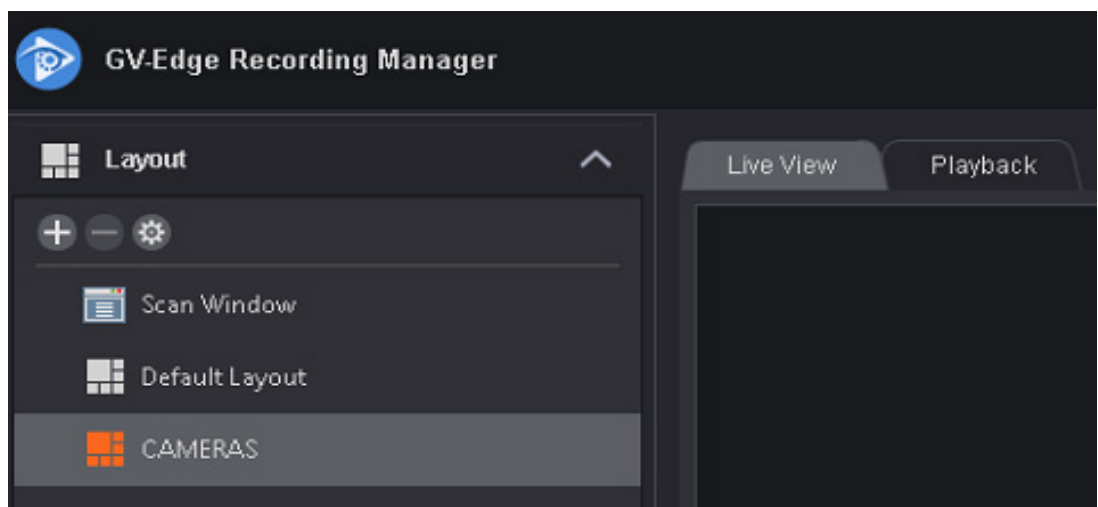 GV-Edge Recording Manager
Layout
Live View
Playback
Scan Window
Default Layout
CAMERAS